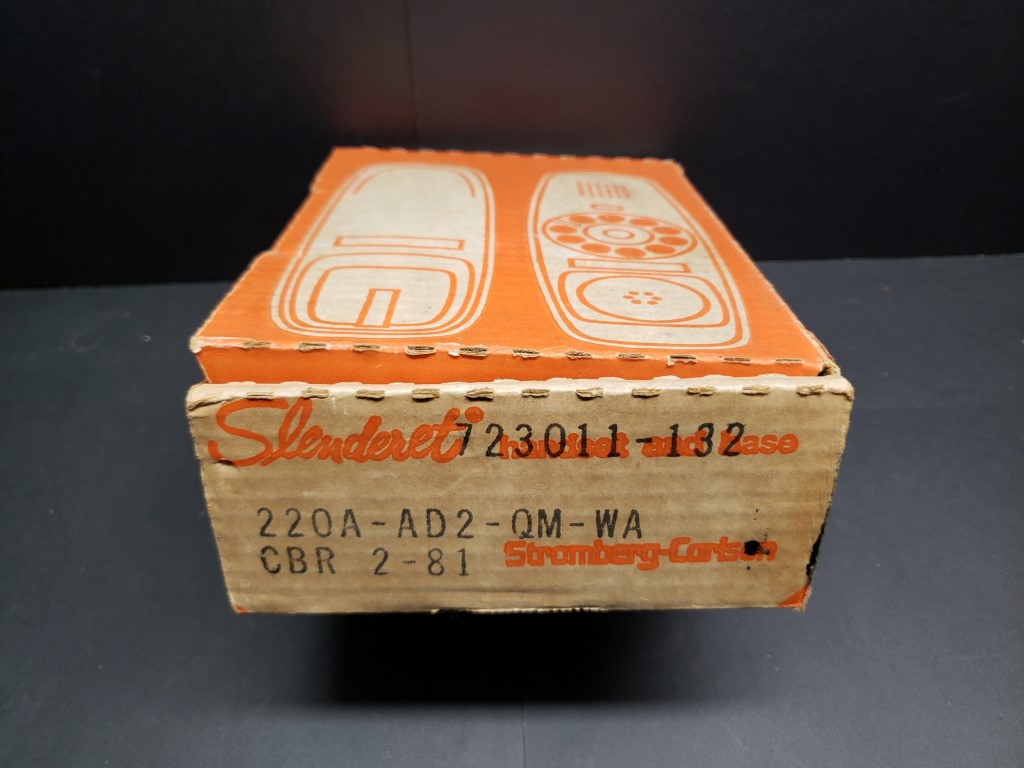 Slenderet handset and base
723011-132
220A-AD2-QM-WA
CBR 2-81
Stromberg-Carlson